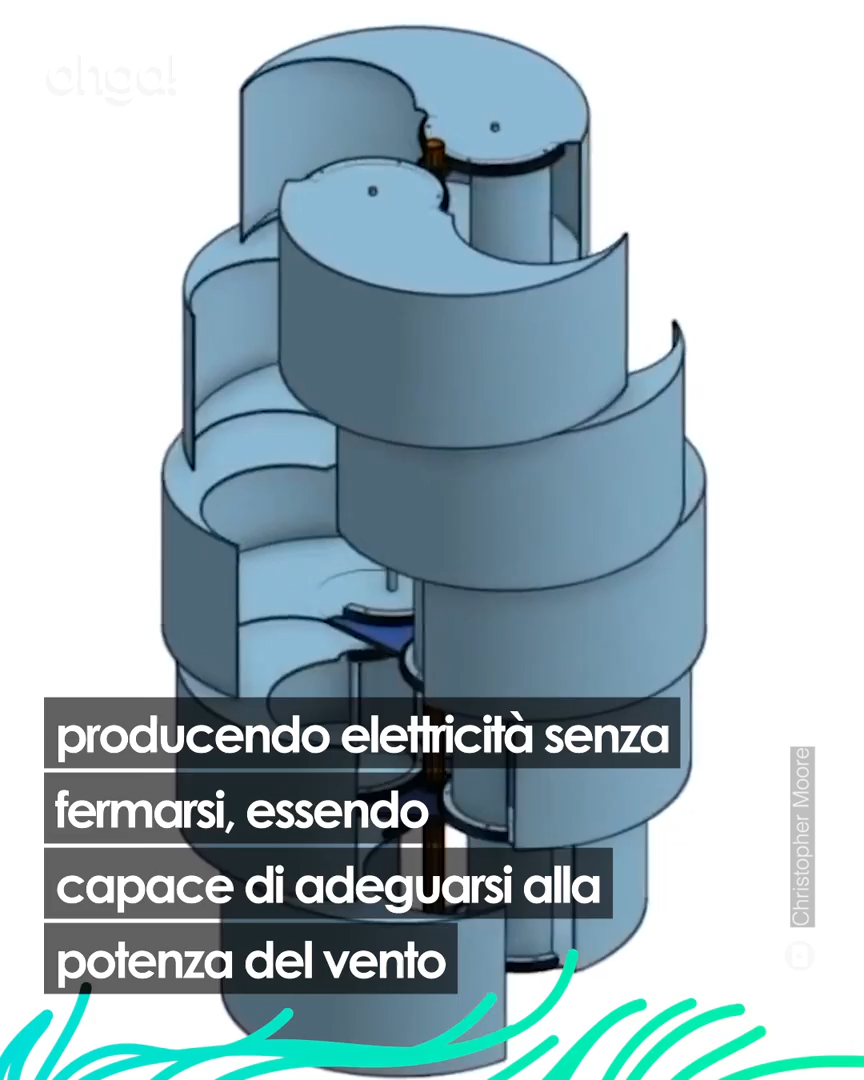 ohga!
producendo elettricità senza
fermarsi, essendo
capace di adeguarsi alla
potenza del vento
Christopher Moore